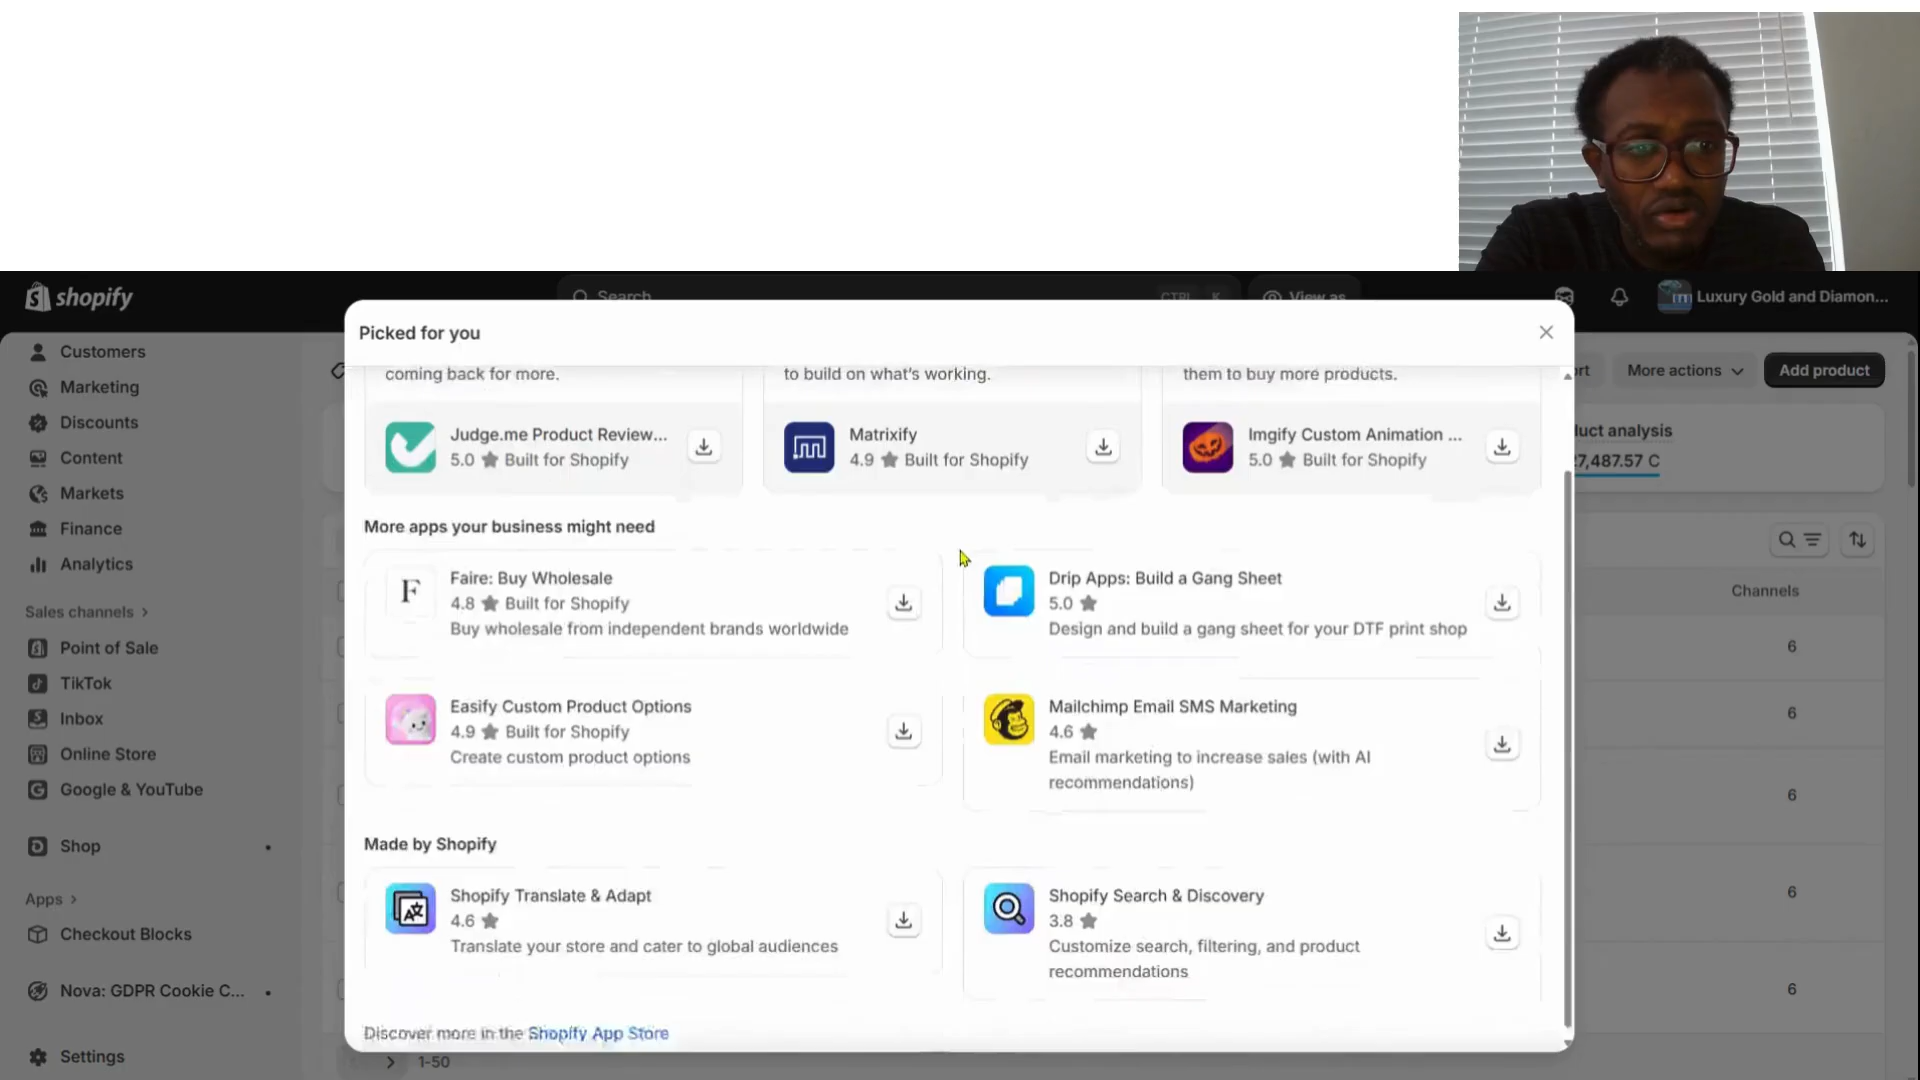 shopify
Search
CTRL K
View as
Luxury Gold and Diamon...
Customers
Marketing
Discounts
Content
Markets
Finance
Analytics
Sales channels >
Point of Sale
TikTok
Inbox
Online Store
Google & YouTube
Shop
Apps >
Checkout Blocks
Nova: GDPR Cookie C...
Settings
Picked for you
coming back for more.
to build on what's working.
them to buy more products.
Judge.me Product Review...
5.0 ★ Built for Shopify
Matrixify
4.9 ★ Built for Shopify
Imgify Custom Animation ...
5.0 ★ Built for Shopify
More apps your business might need
F
Faire: Buy Wholesale
4.8 ★ Built for Shopify
Buy wholesale from independent brands worldwide
Drip Apps: Build a Gang Sheet
5.0 ★
Design and build a gang sheet for your DTF print shop
Easify Custom Product Options
4.9 ★ Built for Shopify
Create custom product options
Mailchimp Email SMS Marketing
4.6 ★
Email marketing to increase sales (with AI
recommendations)
Made by Shopify
Shopify Translate & Adapt
4.6 ★
Translate your store and cater to global audiences
Shopify Search & Discovery
3.8 ★
Customize search, filtering, and product
recommendations
Discover more in the Shopify App Store
1-50
ort
More actions
Add product
duct analysis
7,487.57 C
Channels
6
6
6
6
6